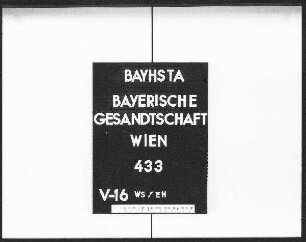 BAYHSTA
BAYERISCHE
GESANDTSCHAFT
WIEN
433
V-16 WS/EH